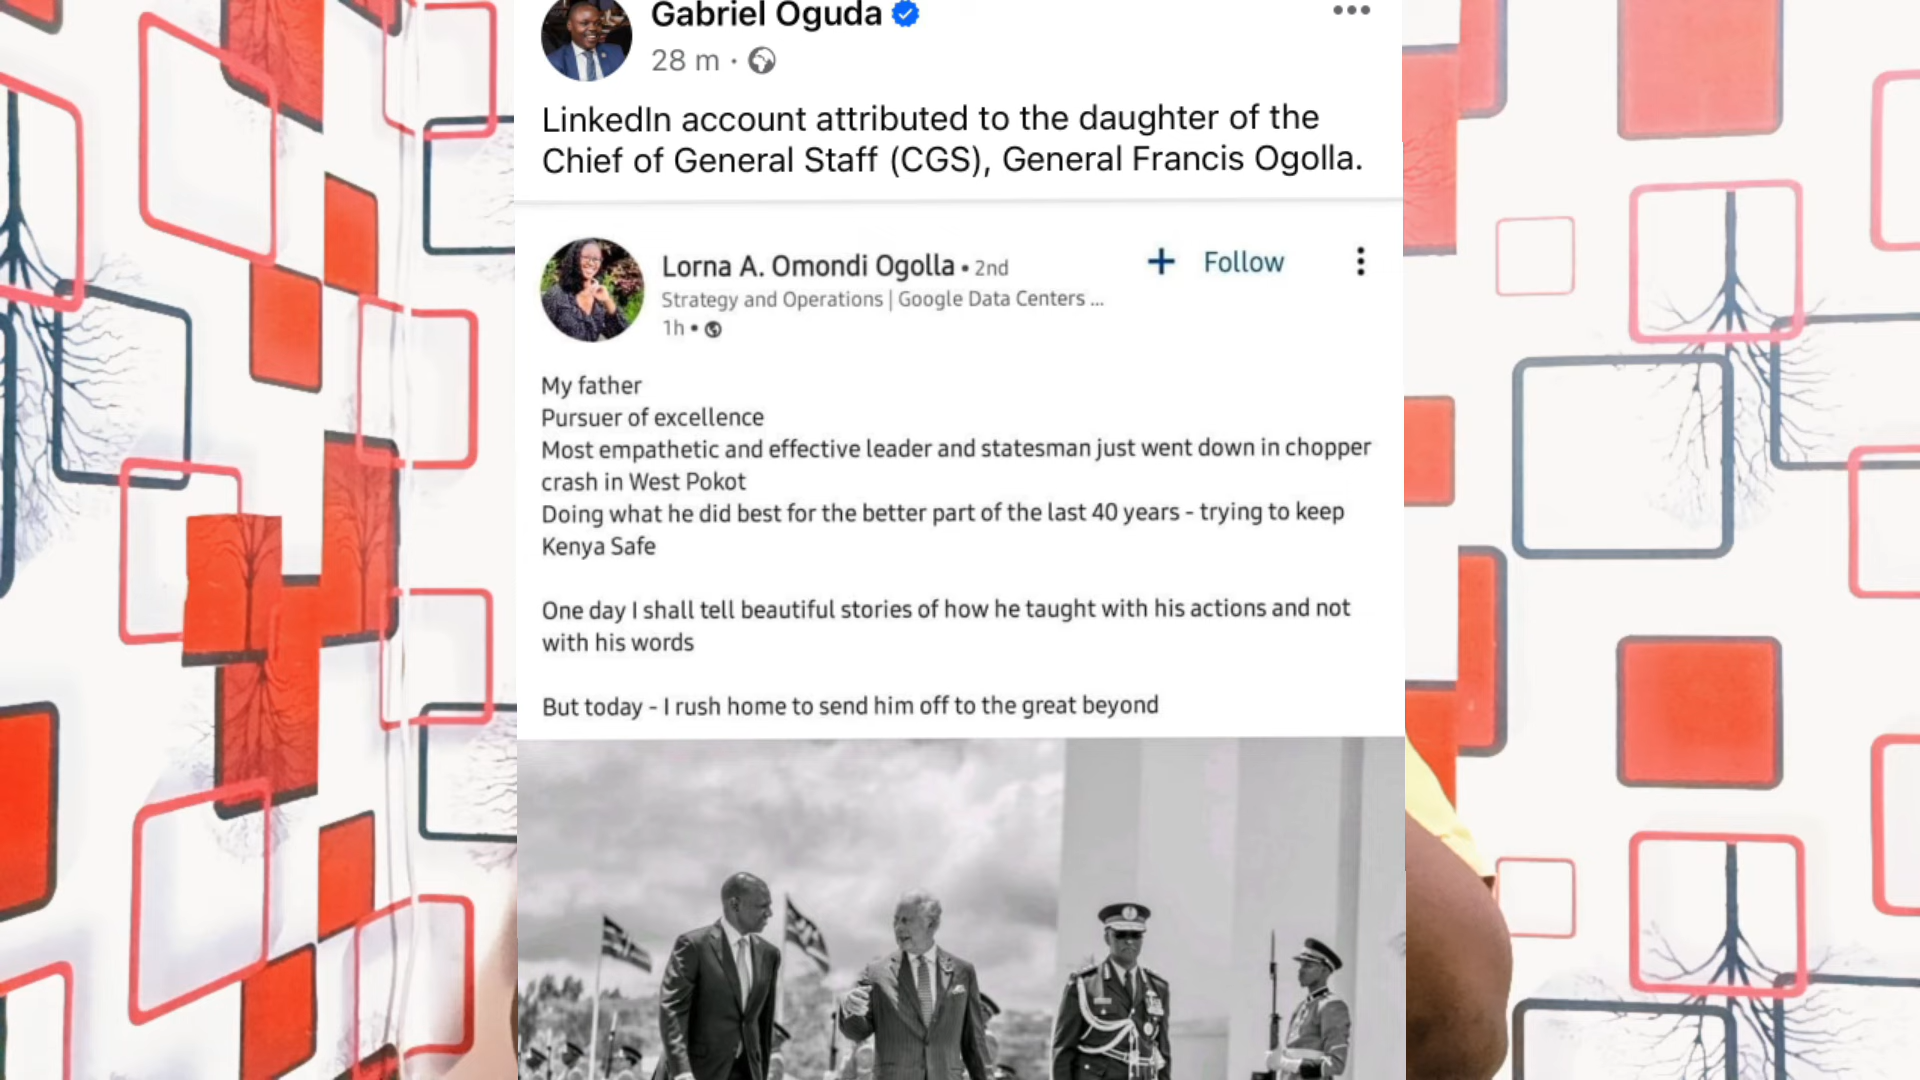 Gabriel Oguda
28 m ·
LinkedIn account attributed to the daughter of the
Chief of General Staff (CGS), General Francis Ogolla.
Lorna A. Omondi Ogolla • 2nd
+ Follow
Strategy and Operations | Google Data Centers ...
1h •
My father
Pursuer of excellence
Most empathetic and effective leader and statesman just went down in chopper
crash in West Pokot
Doing what he did best for the better part of the last 40 years - trying to keep
Kenya Safe
One day I shall tell beautiful stories of how he taught with his actions and not
with his words
But today - I rush home to send him off to the great beyond